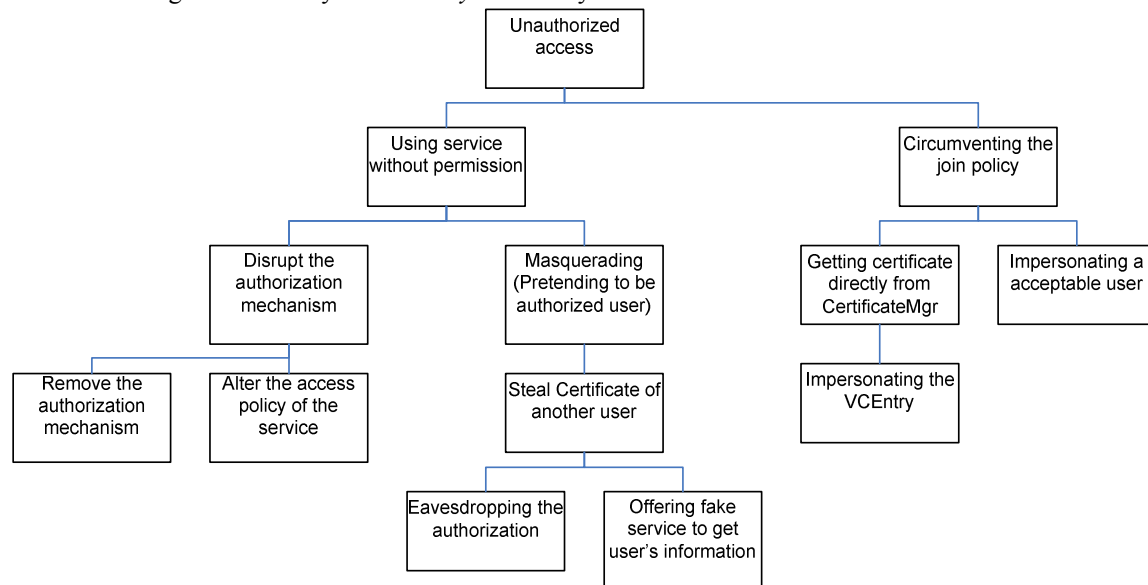 Unauthorized
access
Using service
without permission
Circumventing the
join policy
Disrupt the
authorization
mechanism
Masquerading
(Pretending to be
authorized user)
Getting certificate
directly from
CertificateMgr
Impersonating a
acceptable user
Remove the
authorization
mechanism
Alter the access
policy of the
service
Steal Certificate of
another user
Impersonating the
VCEntry
Eavesdropping the
authorization
Offering fake
service to get
user's information